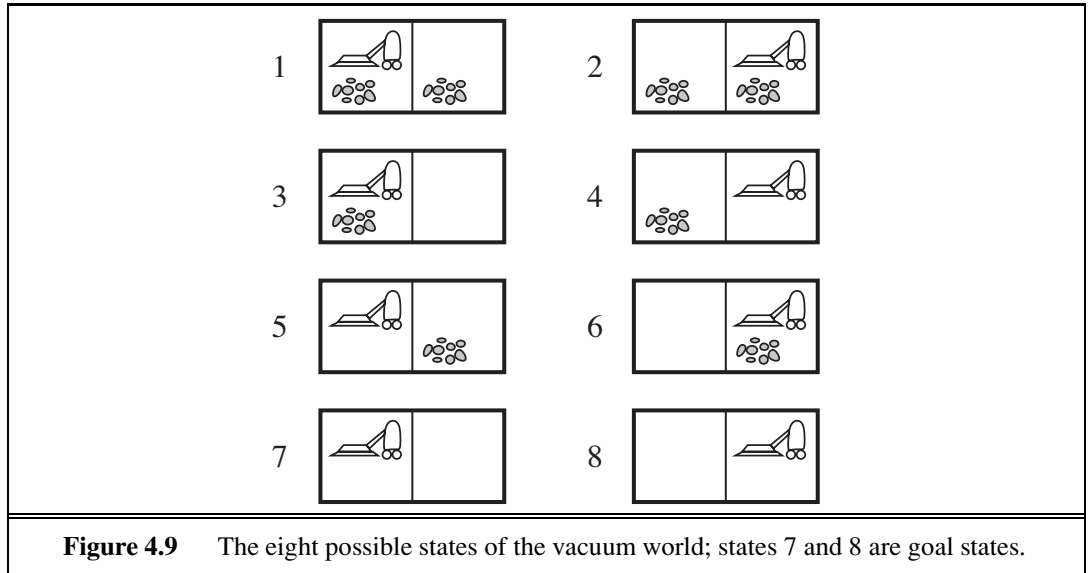 1 2
3 4
5 6
7 8
Figure 4.9 The eight possible states of the vacuum world; states 7 and 8 are goal states.